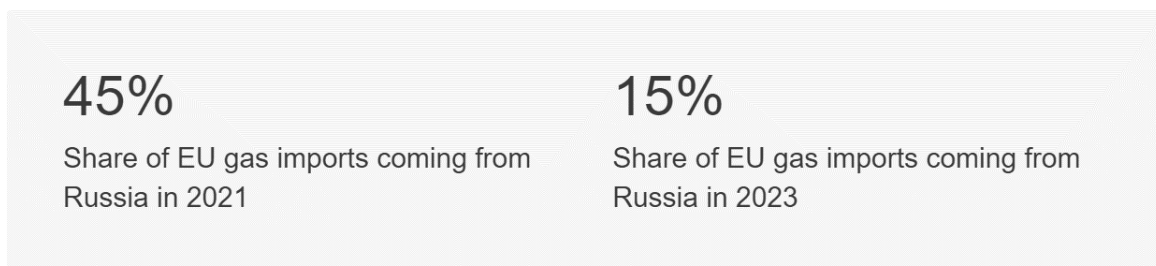 45%
Share of EU gas imports coming from
Russia in 2021
15%
Share of EU gas imports coming from
Russia in 2023